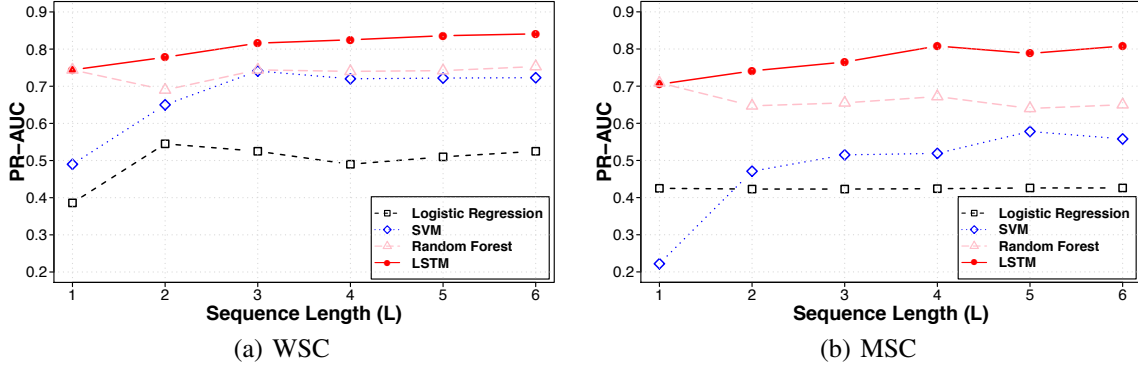 PR−AUC
0.9
0.8
0.7
0.6
0.5
0.4
0.3
0.2
Logistic Regression
SVM
Random Forest
LSTM
1 2 3 4 5 6
Sequence Length (L)
(a) WSC
PR−AUC
0.9
0.8
0.7
0.6
0.5
0.4
0.3
0.2
Logistic Regression
SVM
Random Forest
LSTM
1 2 3 4 5 6
Sequence Length (L)
(b) MSC